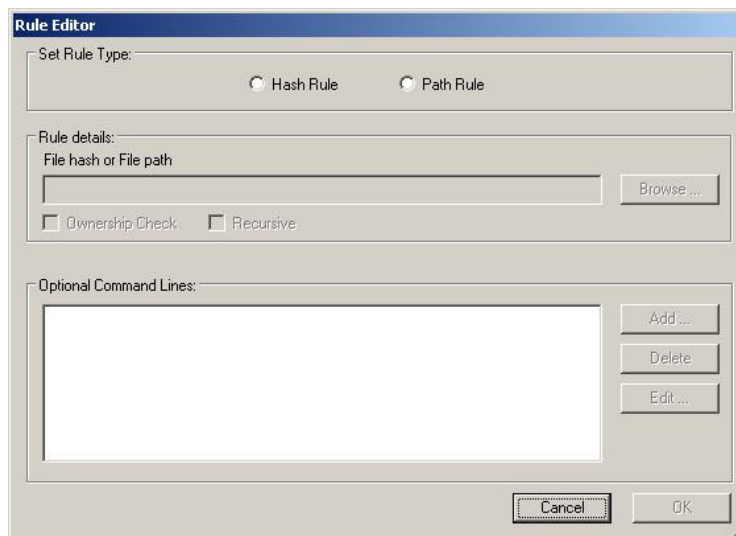 Rule Editor
Set Rule Type:
Hash Rule Path Rule
Rule details:
File hash or File path
Browse ...
Ownership Check Recursive
Optional Command Lines:
Add ...
Delete
Edit ...
Cancel OK